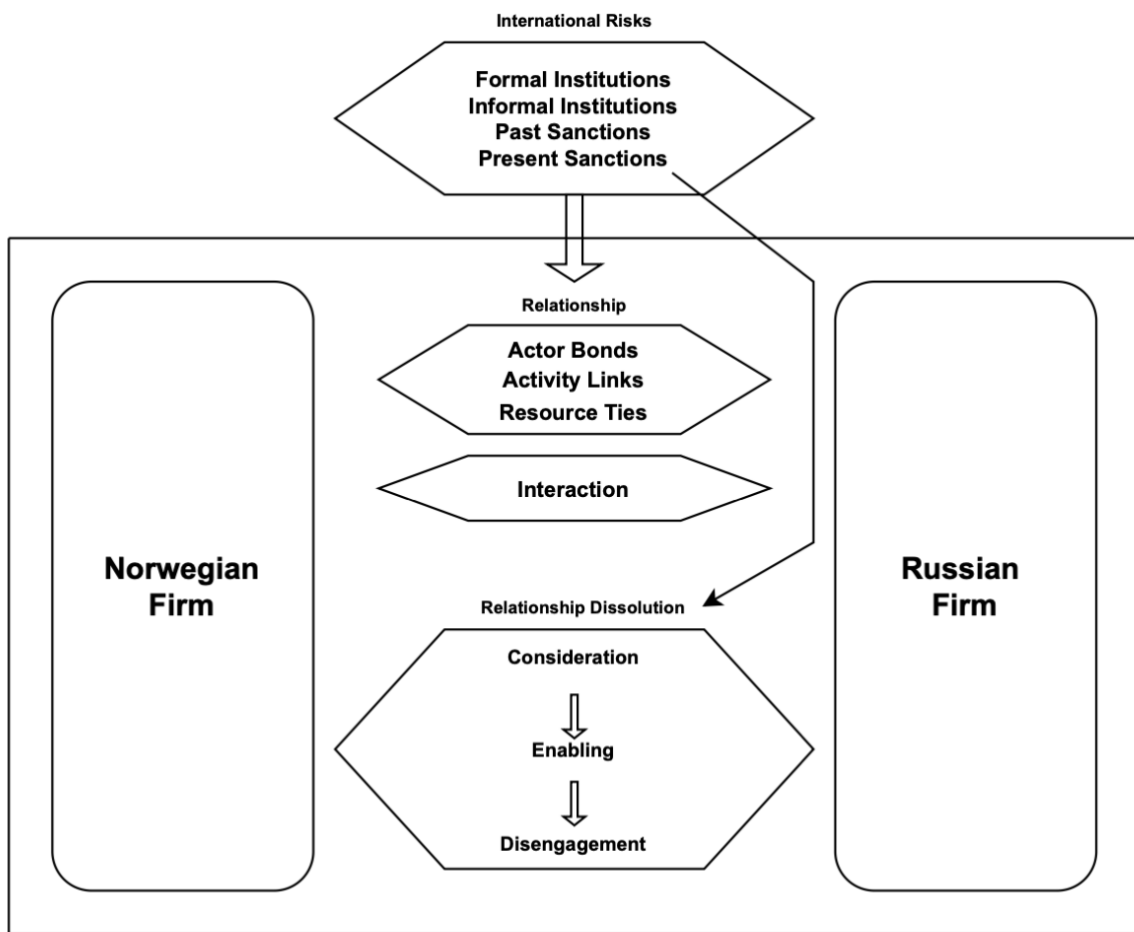 International Risks
Formal Institutions
Informal Institutions
Past Sanctions
Present Sanctions
Relationship
Actor Bonds
Activity Links
Resource Ties
Interaction
Norwegian
Firm
Russian
Firm
Relationship Dissolution
Consideration
Enabling
Disengagement